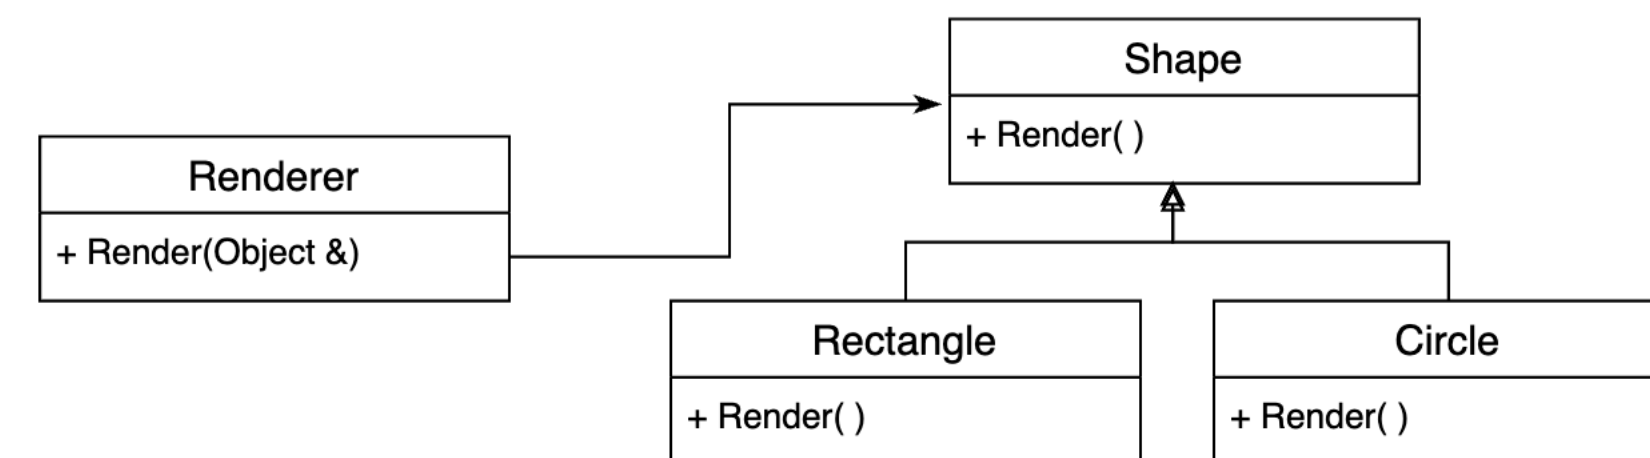 Shape
+ Render( )
Renderer
+ Render(Object &)
Rectangle
+ Render( )
Circle
+ Render( )